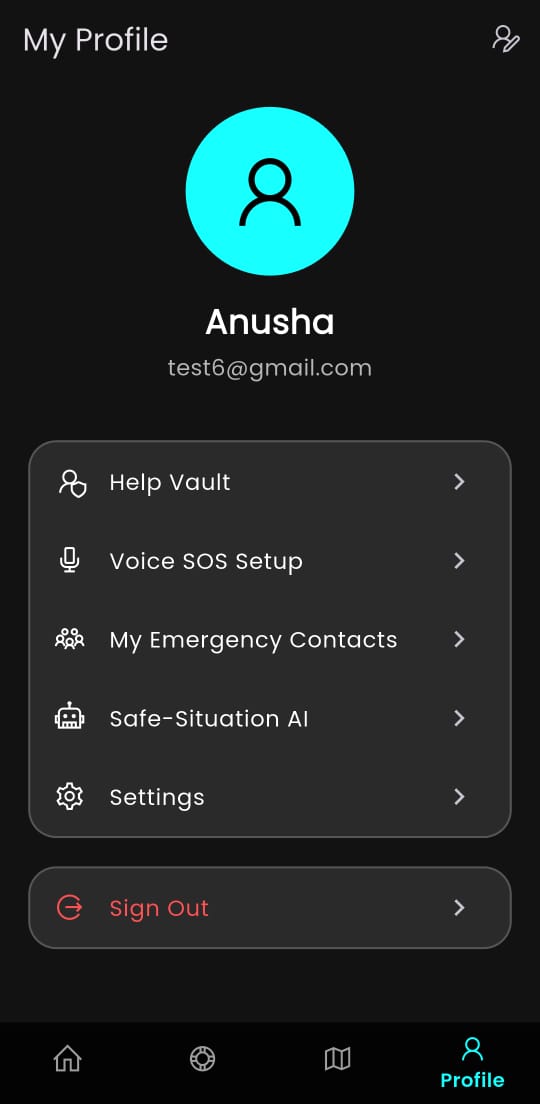 My Profile
Anusha
test6@gmail.com
Help Vault
Voice SOS Setup
My Emergency Contacts
Safe-Situation AI
Settings
Sign Out
Profile